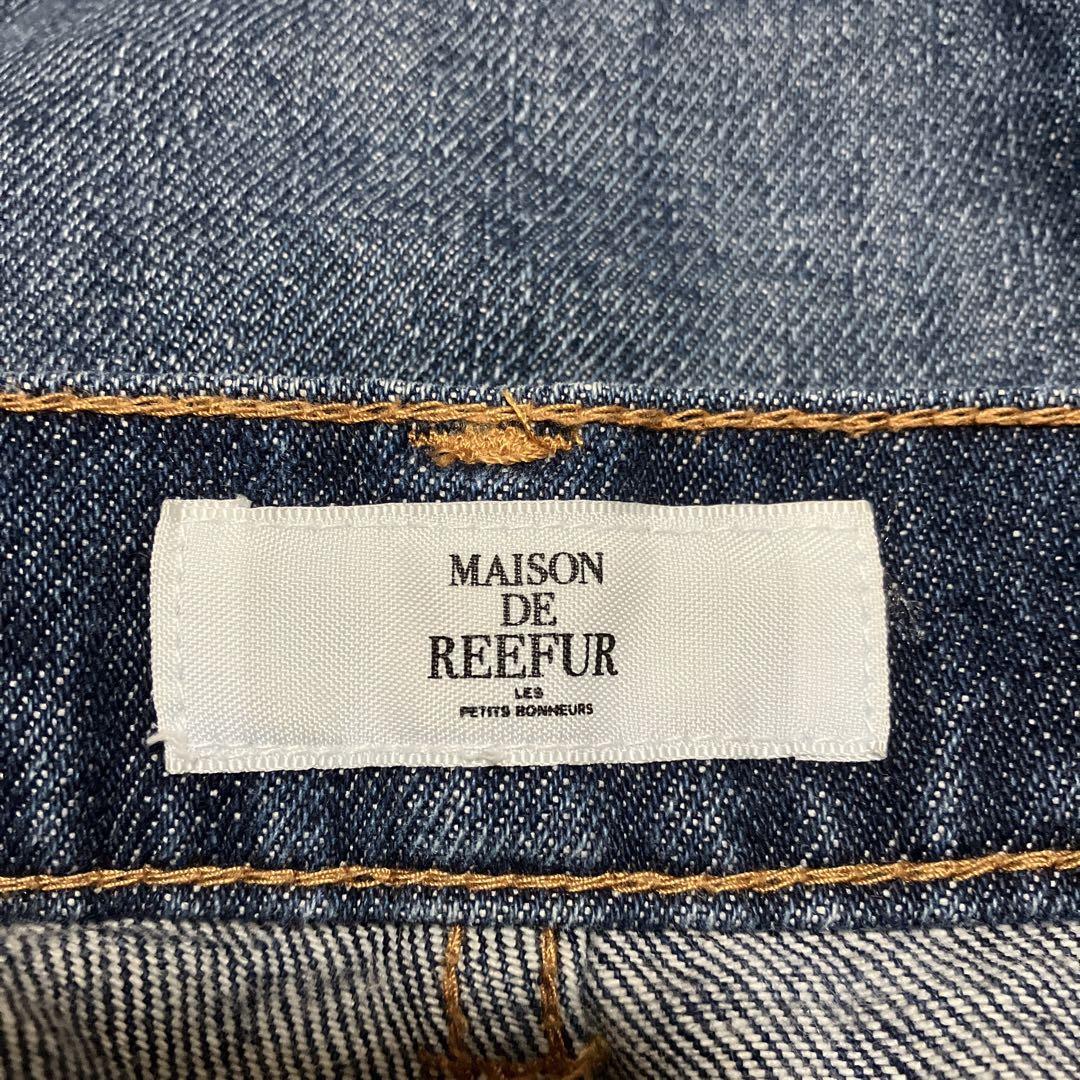 MAISON
DE
REEFUR
LES
PETITS BONHEURS